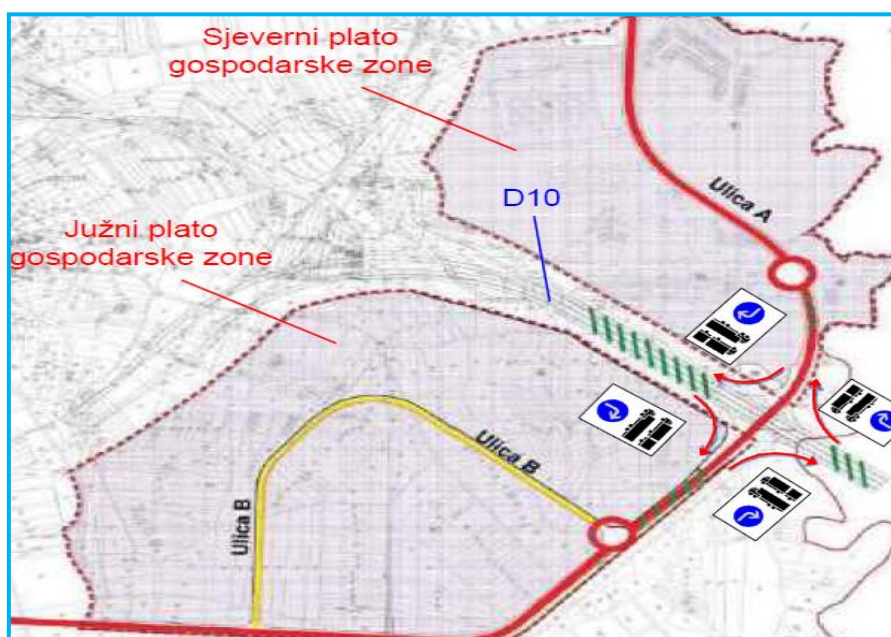 Sjeverni plato
gospodarske zone
Ulica A
D10
Južni plato
gospodarske zone
Ulica B
Ulica B